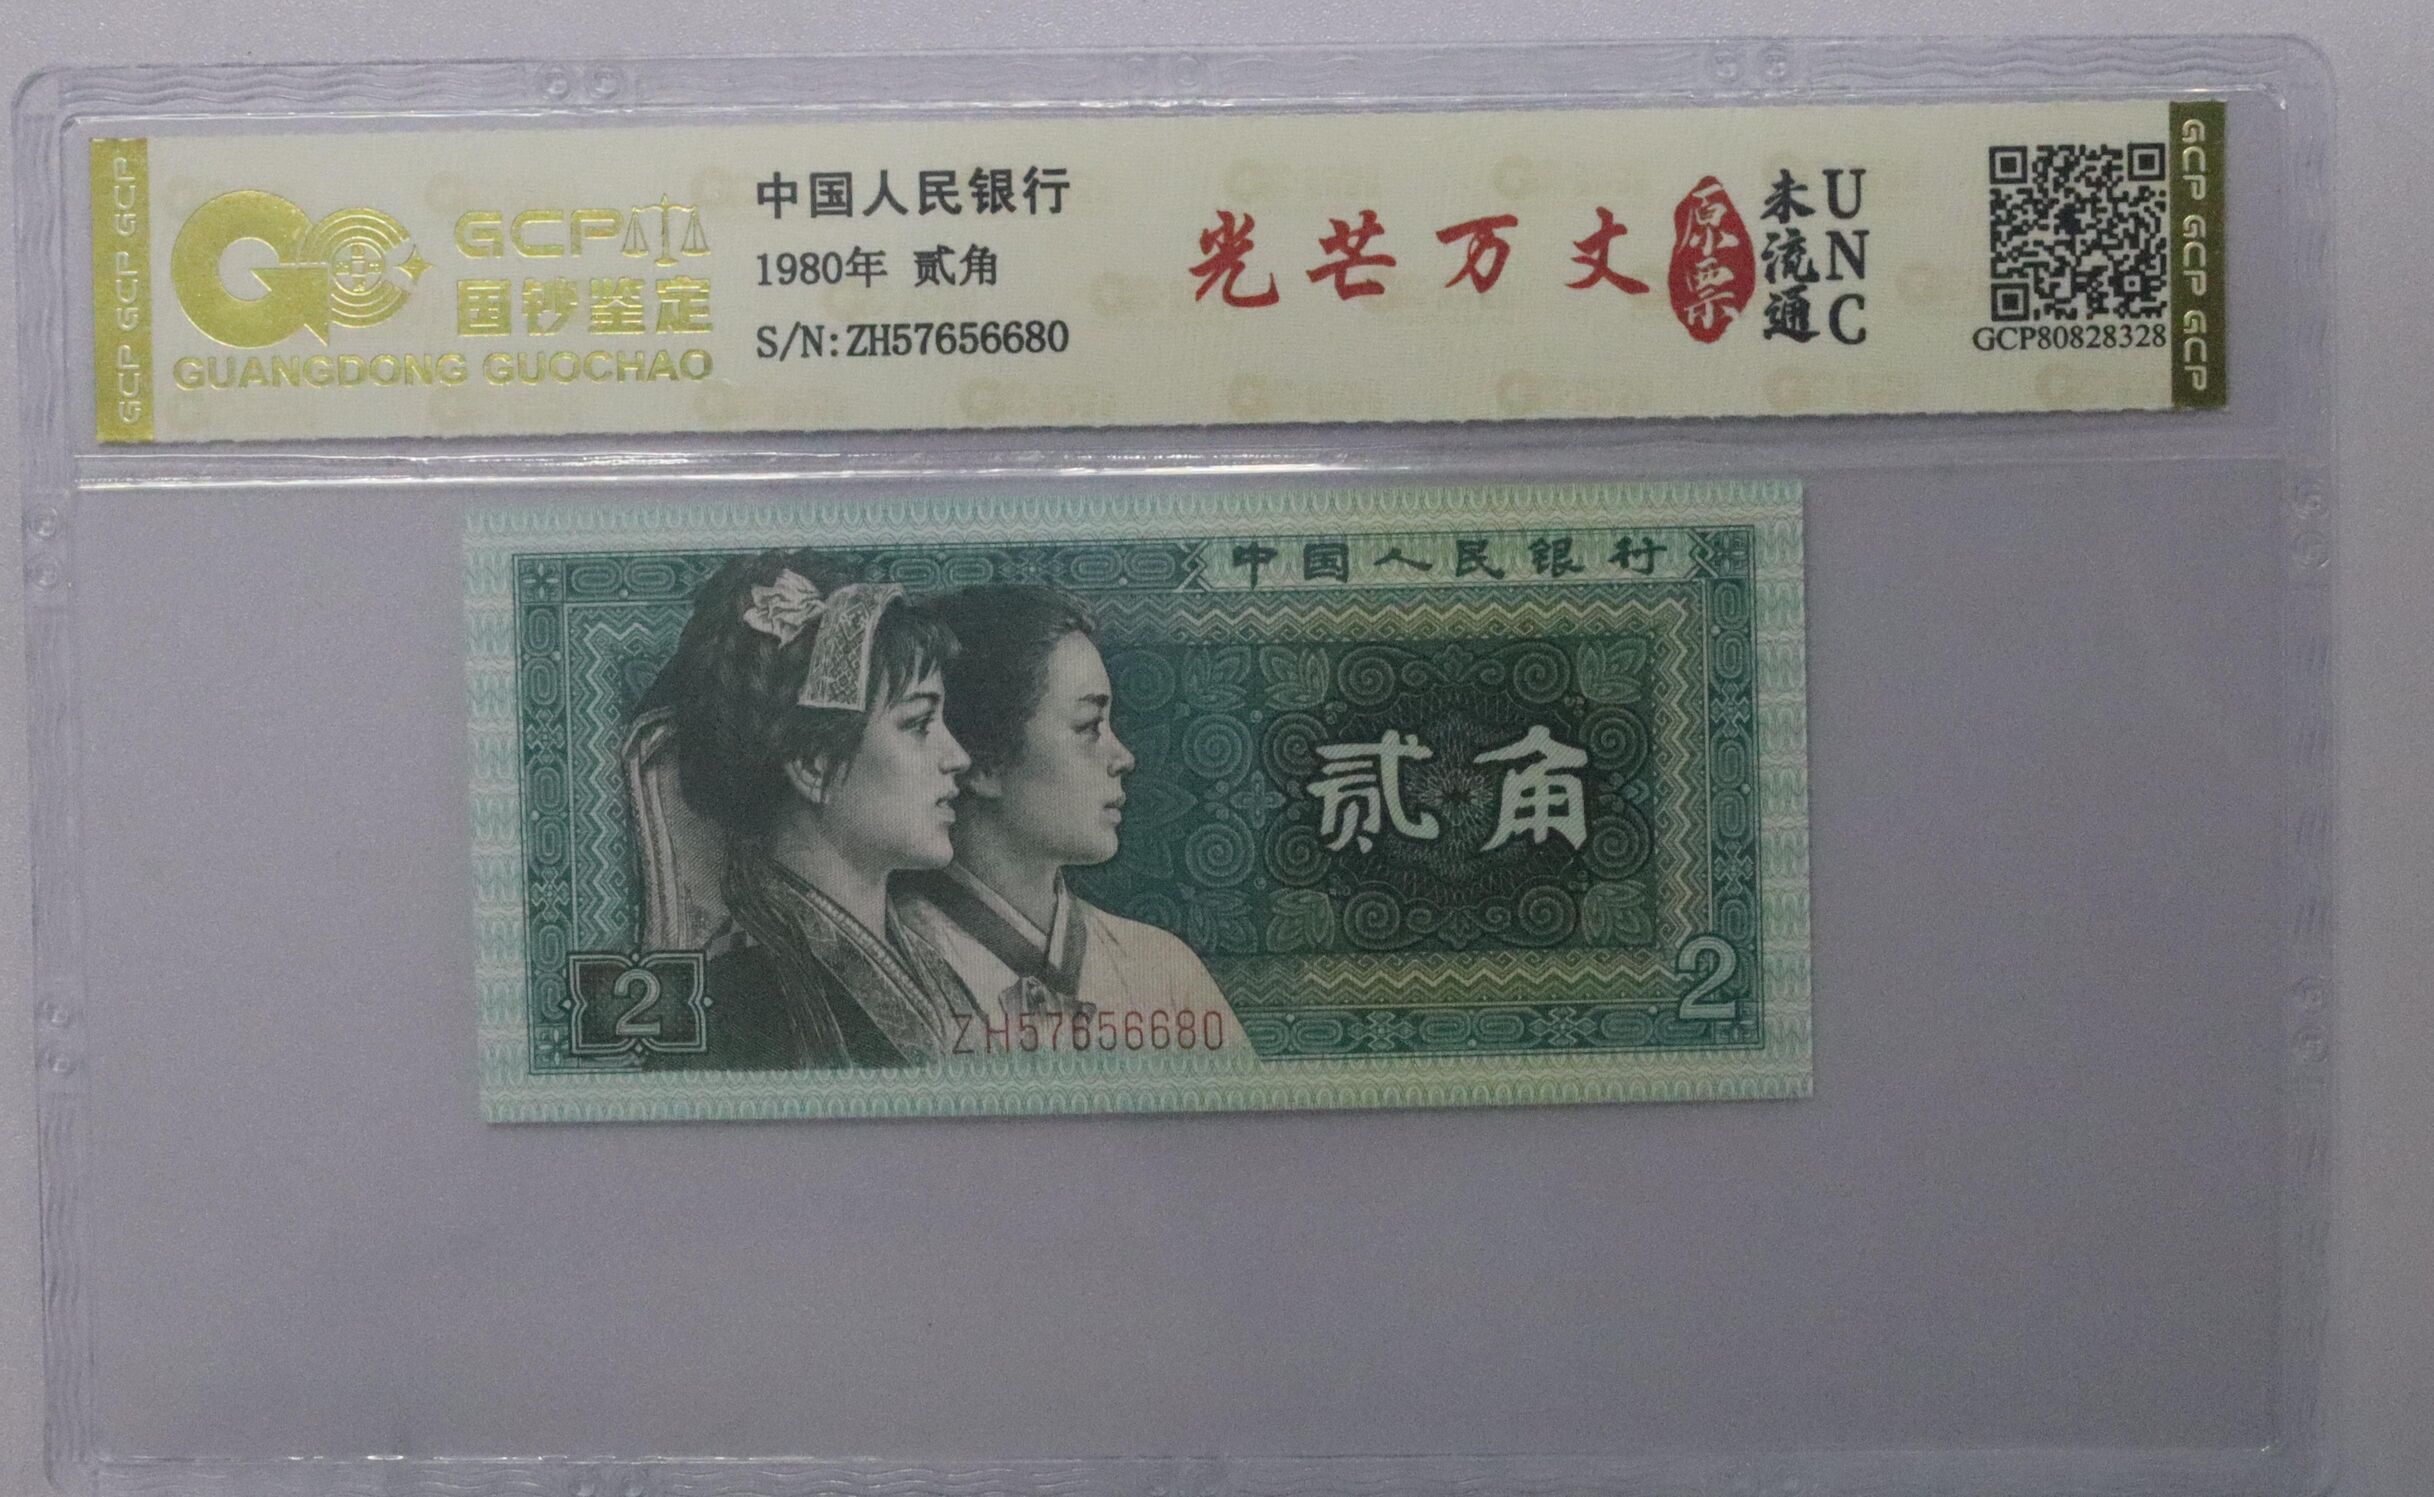 GCP GCP GCP
GCP
国钞鉴定
GUANGDONG GUOCHAO
中国人民银行
1980年 贰角
S/N:ZH57656680
光芒万丈
原票
未流通
UNC
GCP80828328
GCP GCP GCP
中国人民银行
贰角
2
2
ZH57656680